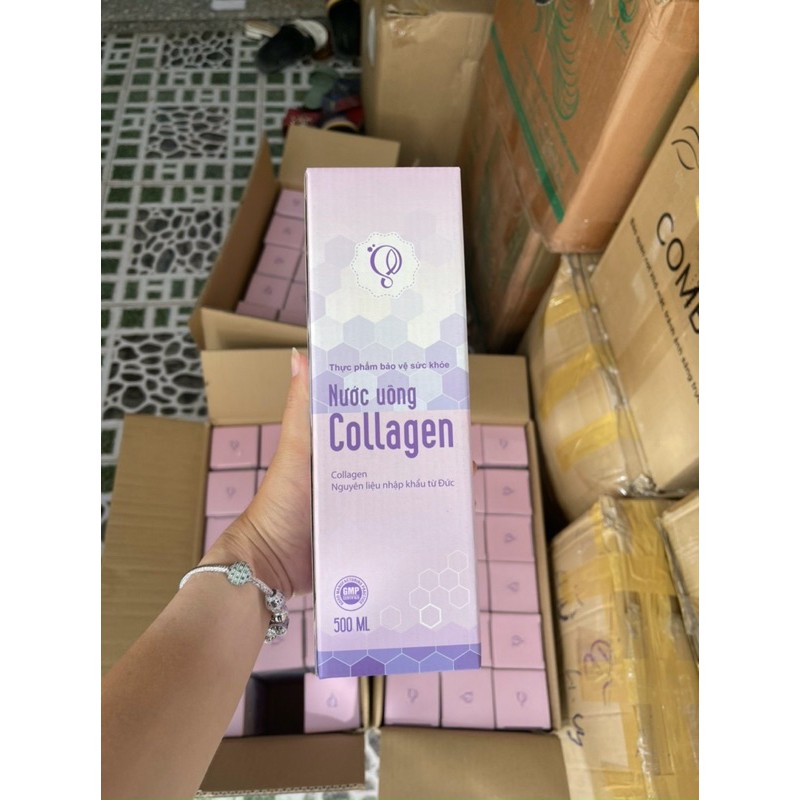 Thực phẩm bảo vệ sức khỏe
Nước uống
Collagen
Collagen
Nguyên liệu nhập khẩu từ Đức
GMP
500 ML
COME